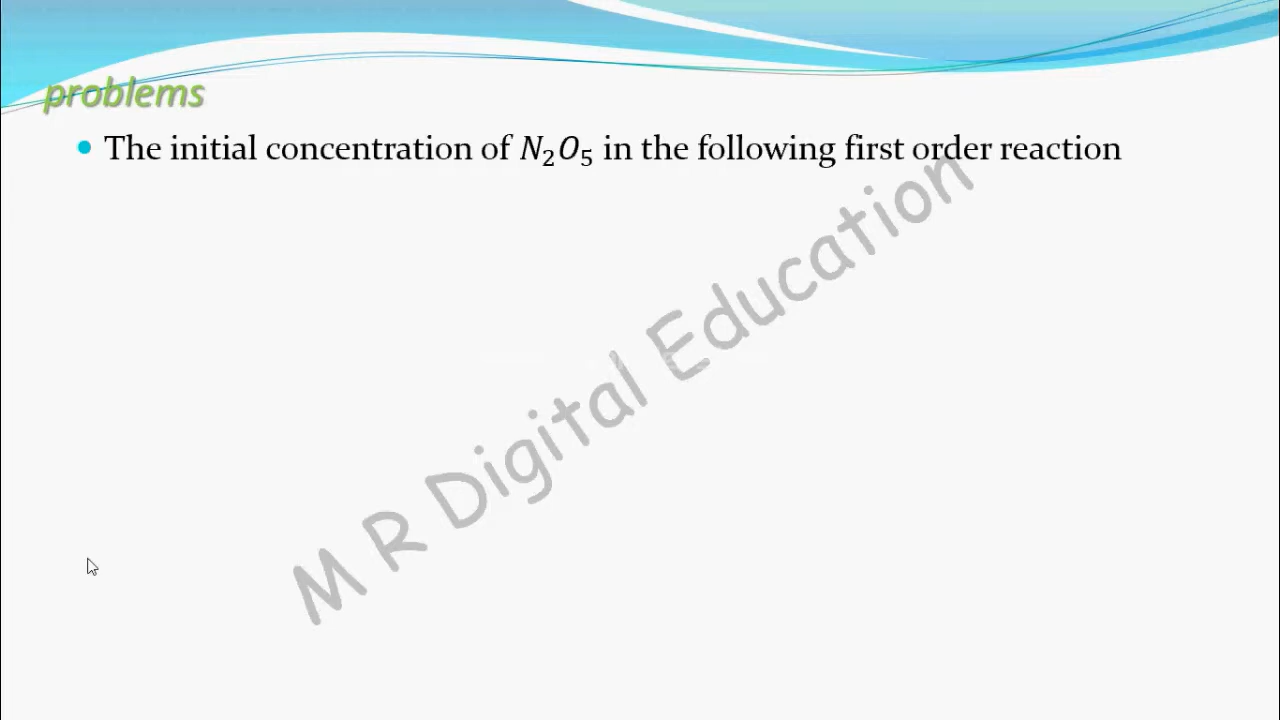 problems
• The initial concentration of N₂O₅ in the following first order reaction
M R Digital Education